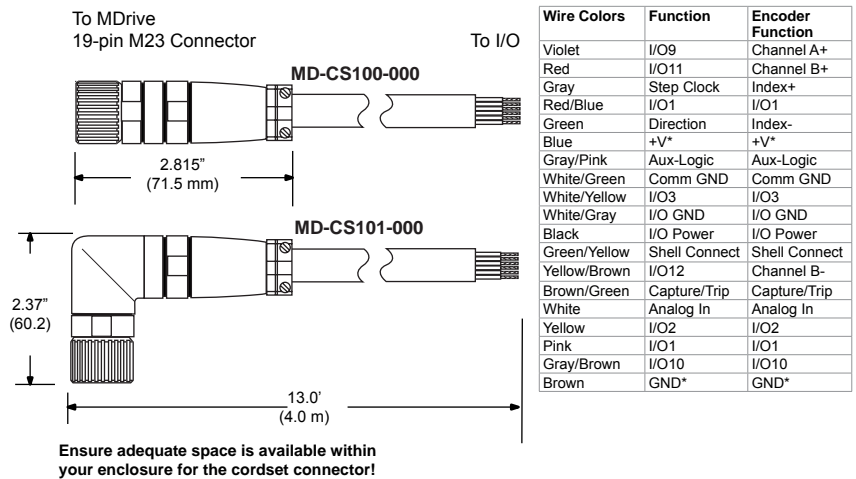 To MDrive
19-pin M23 Connector
To I/O
MD-CS100-000
2.815”
(71.5 mm)
MD-CS101-000
2.37”
(60.2)
13.0’
(4.0 m)
Ensure adequate space is available within
your enclosure for the cordset connector!
Wire Colors Function Encoder Function
Violet I/O9 Channel A+
Red I/O11 Channel B+
Gray Step Clock Index+
Red/Blue I/O1 I/O1
Green Direction Index-
Blue +V* +V*
Gray/Pink Aux-Logic Aux-Logic
White/Green Comm GND Comm GND
White/Yellow I/O3 I/O3
White/Gray I/O GND I/O GND
Black I/O Power I/O Power
Green/Yellow Shell Connect Shell Connect
Yellow/Brown I/O12 Channel B-
Brown/Green Capture/Trip Capture/Trip
White Analog In Analog In
Yellow I/O2 I/O2
Pink I/O1 I/O1
Gray/Brown I/O10 I/O10
Brown GND* GND*